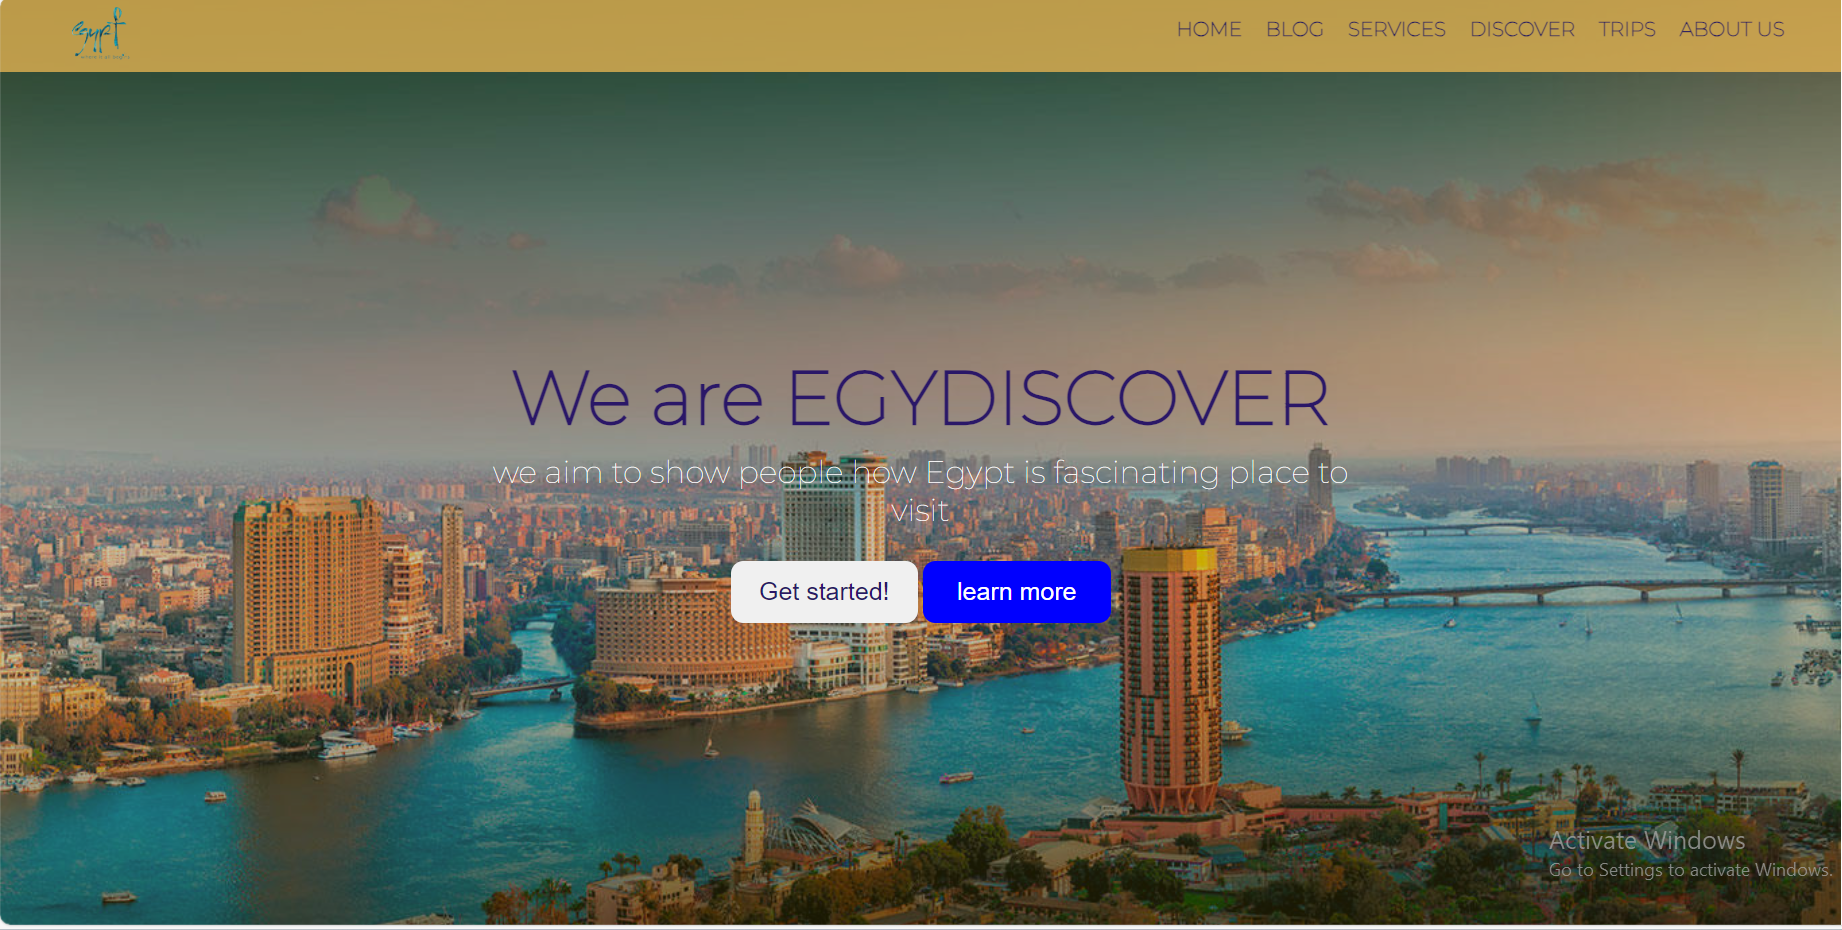 Egypt
HOME BLOG SERVICES DISCOVER TRIPS ABOUT US
We are EGYDISCOVER
we aim to show people how Egypt is fascinating place to
visit
Get started! learn more
Activate Windows
Go to Settings to activate Windows.